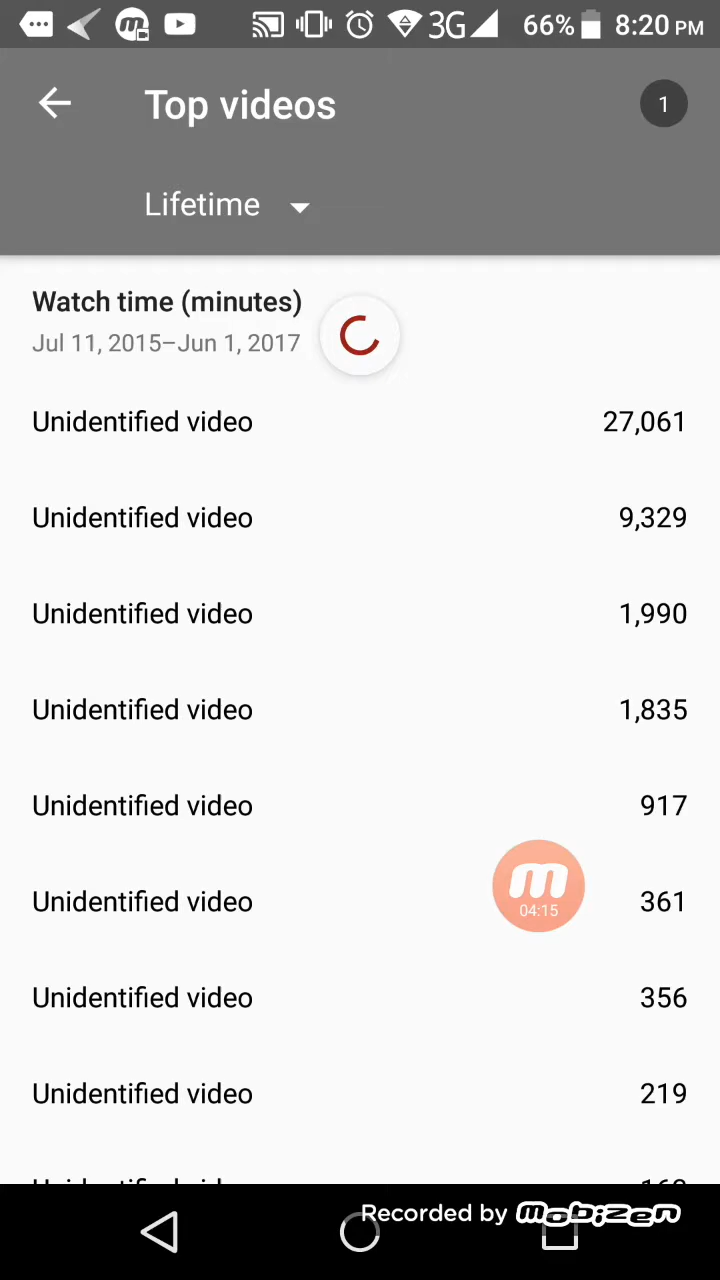 3G 66% 8:20 PM
Top videos 1
Lifetime
Watch time (minutes)
Jul 11, 2015–Jun 1, 2017
Unidentified video 27,061
Unidentified video 9,329
Unidentified video 1,990
Unidentified video 1,835
Unidentified video 917
Unidentified video 361
m
04:15
Unidentified video 356
Unidentified video 219
Recorded by mobizen